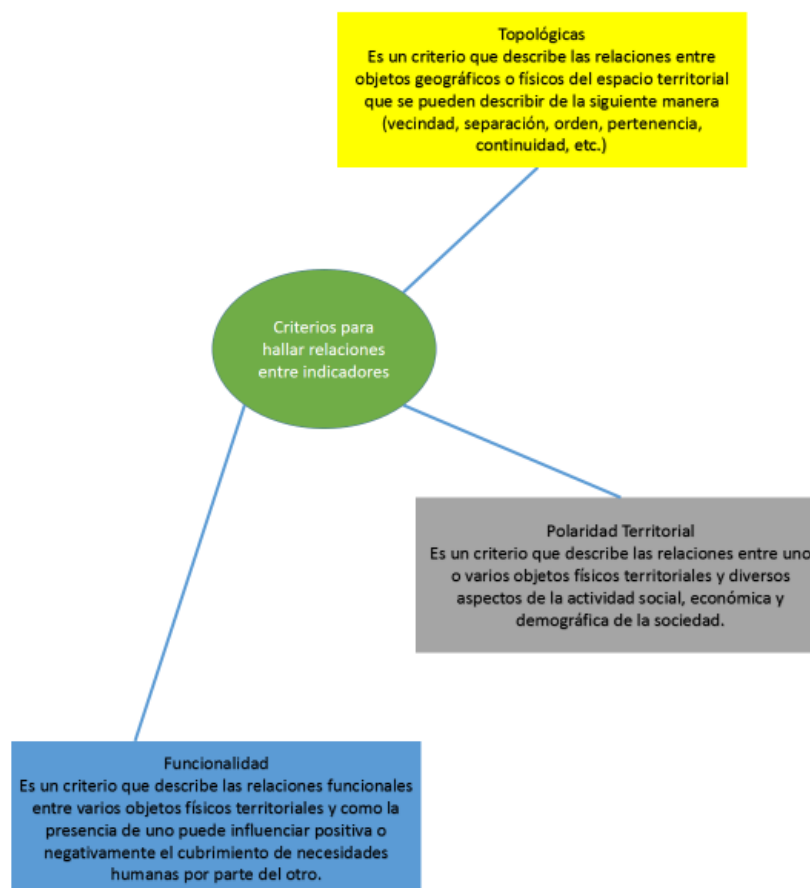 Topológicas
Es un criterio que describe las relaciones entre
objetos geográficos o físicos del espacio territorial
que se pueden describir de la siguiente manera
(vecindad, separación, orden, pertenencia,
continuidad, etc.)
Criterios para
hallar relaciones
entre indicadores
Polaridad Territorial
Es un criterio que describe las relaciones entre uno
o varios objetos físicos territoriales y diversos
aspectos de la actividad social, económica y
demográfica de la sociedad.
Funcionalidad
Es un criterio que describe las relaciones funcionales
entre varios objetos físicos territoriales y como la
presencia de uno puede influenciar positiva o
negativamente el cubrimiento de necesidades
humanas por parte del otro.